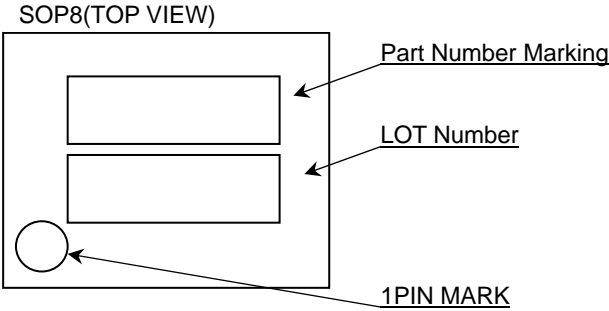 SOP8(TOP VIEW)
Part Number Marking
LOT Number
1PIN MARK